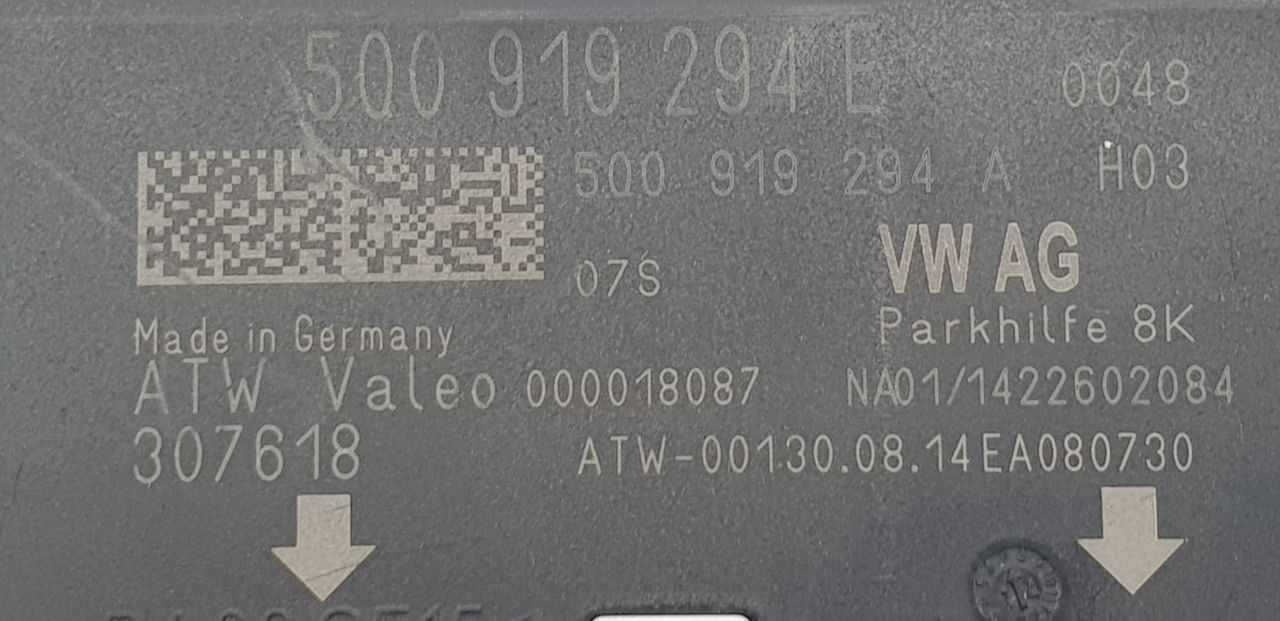 5Q0 919 294 E 0048
5Q0 919 294 A H03
07S VW AG
Parkhilfe 8K
Made in Germany
ATW Valeo 000018087 NA01/1422602084
307618 ATW-00130.08.14EA080730